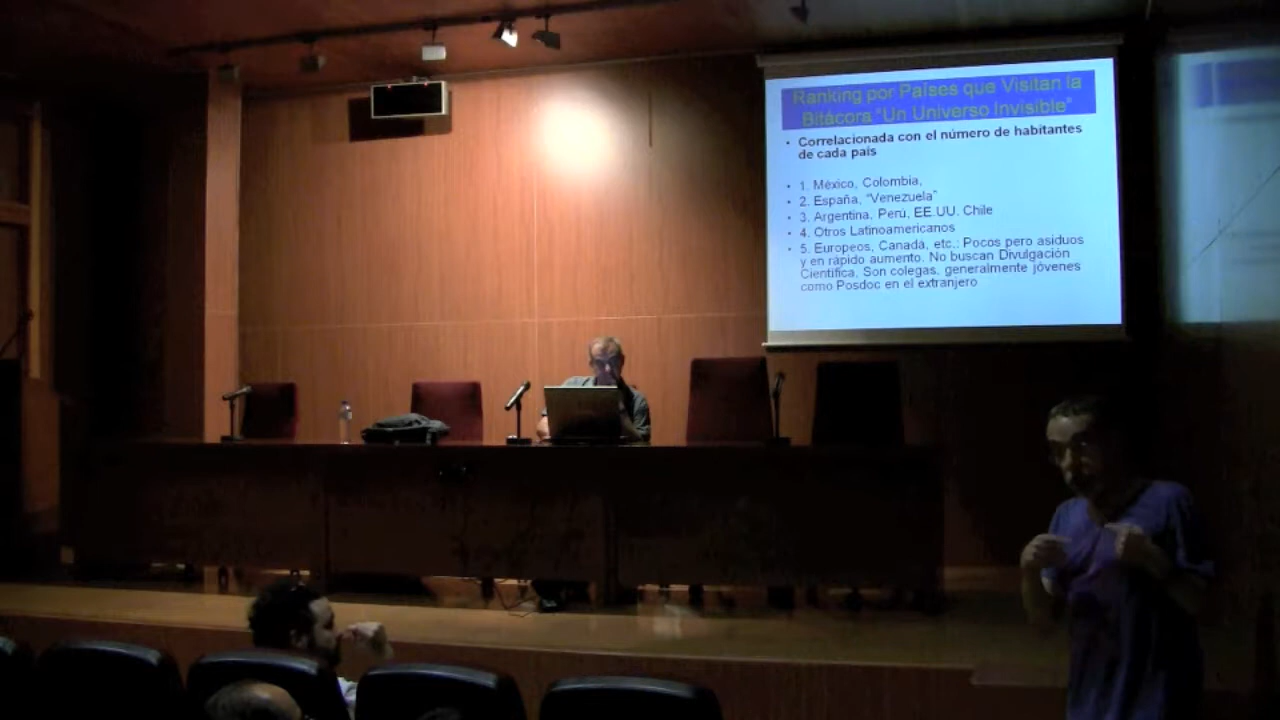 Ranking por Países que Visitan la
Bitácora "Un Universo Invisible"
• Correlacionada con el número de habitantes
de cada país
• 1. México, Colombia,
• 2. España, "Venezuela"
• 3. Argentina, Perú, EE.UU. Chile
• 4. Otros Latinoamericanos
• 5. Europeos, Canadá, etc.: Pocos pero asiduos
y en rápido aumento. No buscan Divulgación
Científica. Son colegas, generalmente jóvenes
como Posdoc en el extranjero